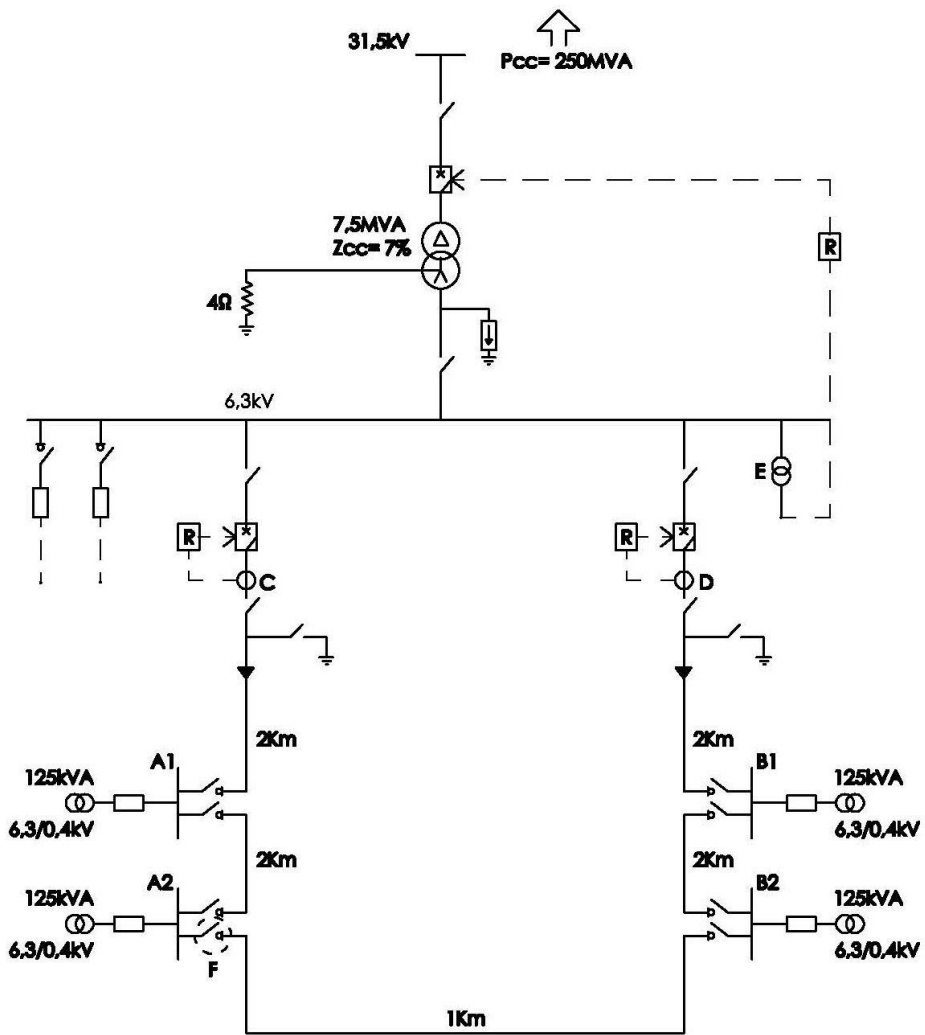 31,5kV
Pcc= 250MVA
7,5MVA
Zcc= 7%
R
4Ω
6,3kV
E
R
R
C
D
2Km
2Km
A1
B1
125kVA
125kVA
6,3/0,4kV
6,3/0,4kV
2Km
2Km
A2
B2
125kVA
125kVA
6,3/0,4kV
6,3/0,4kV
F
1Km